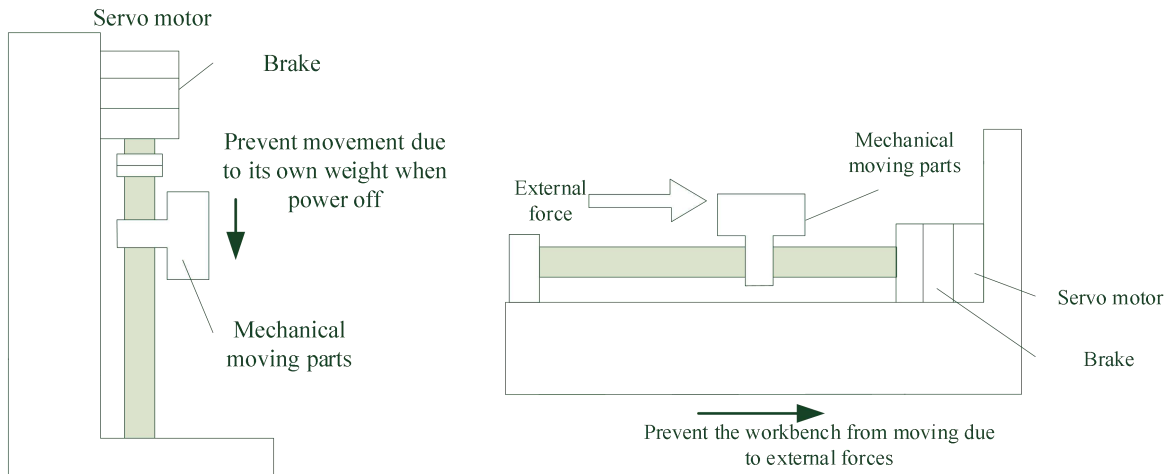 Servo motor
Brake
Prevent movement due
to its own weight when
power off
Mechanical
moving parts
Mechanical
moving parts
External
force
Servo motor
Brake
Prevent the workbench from moving due
to external forces